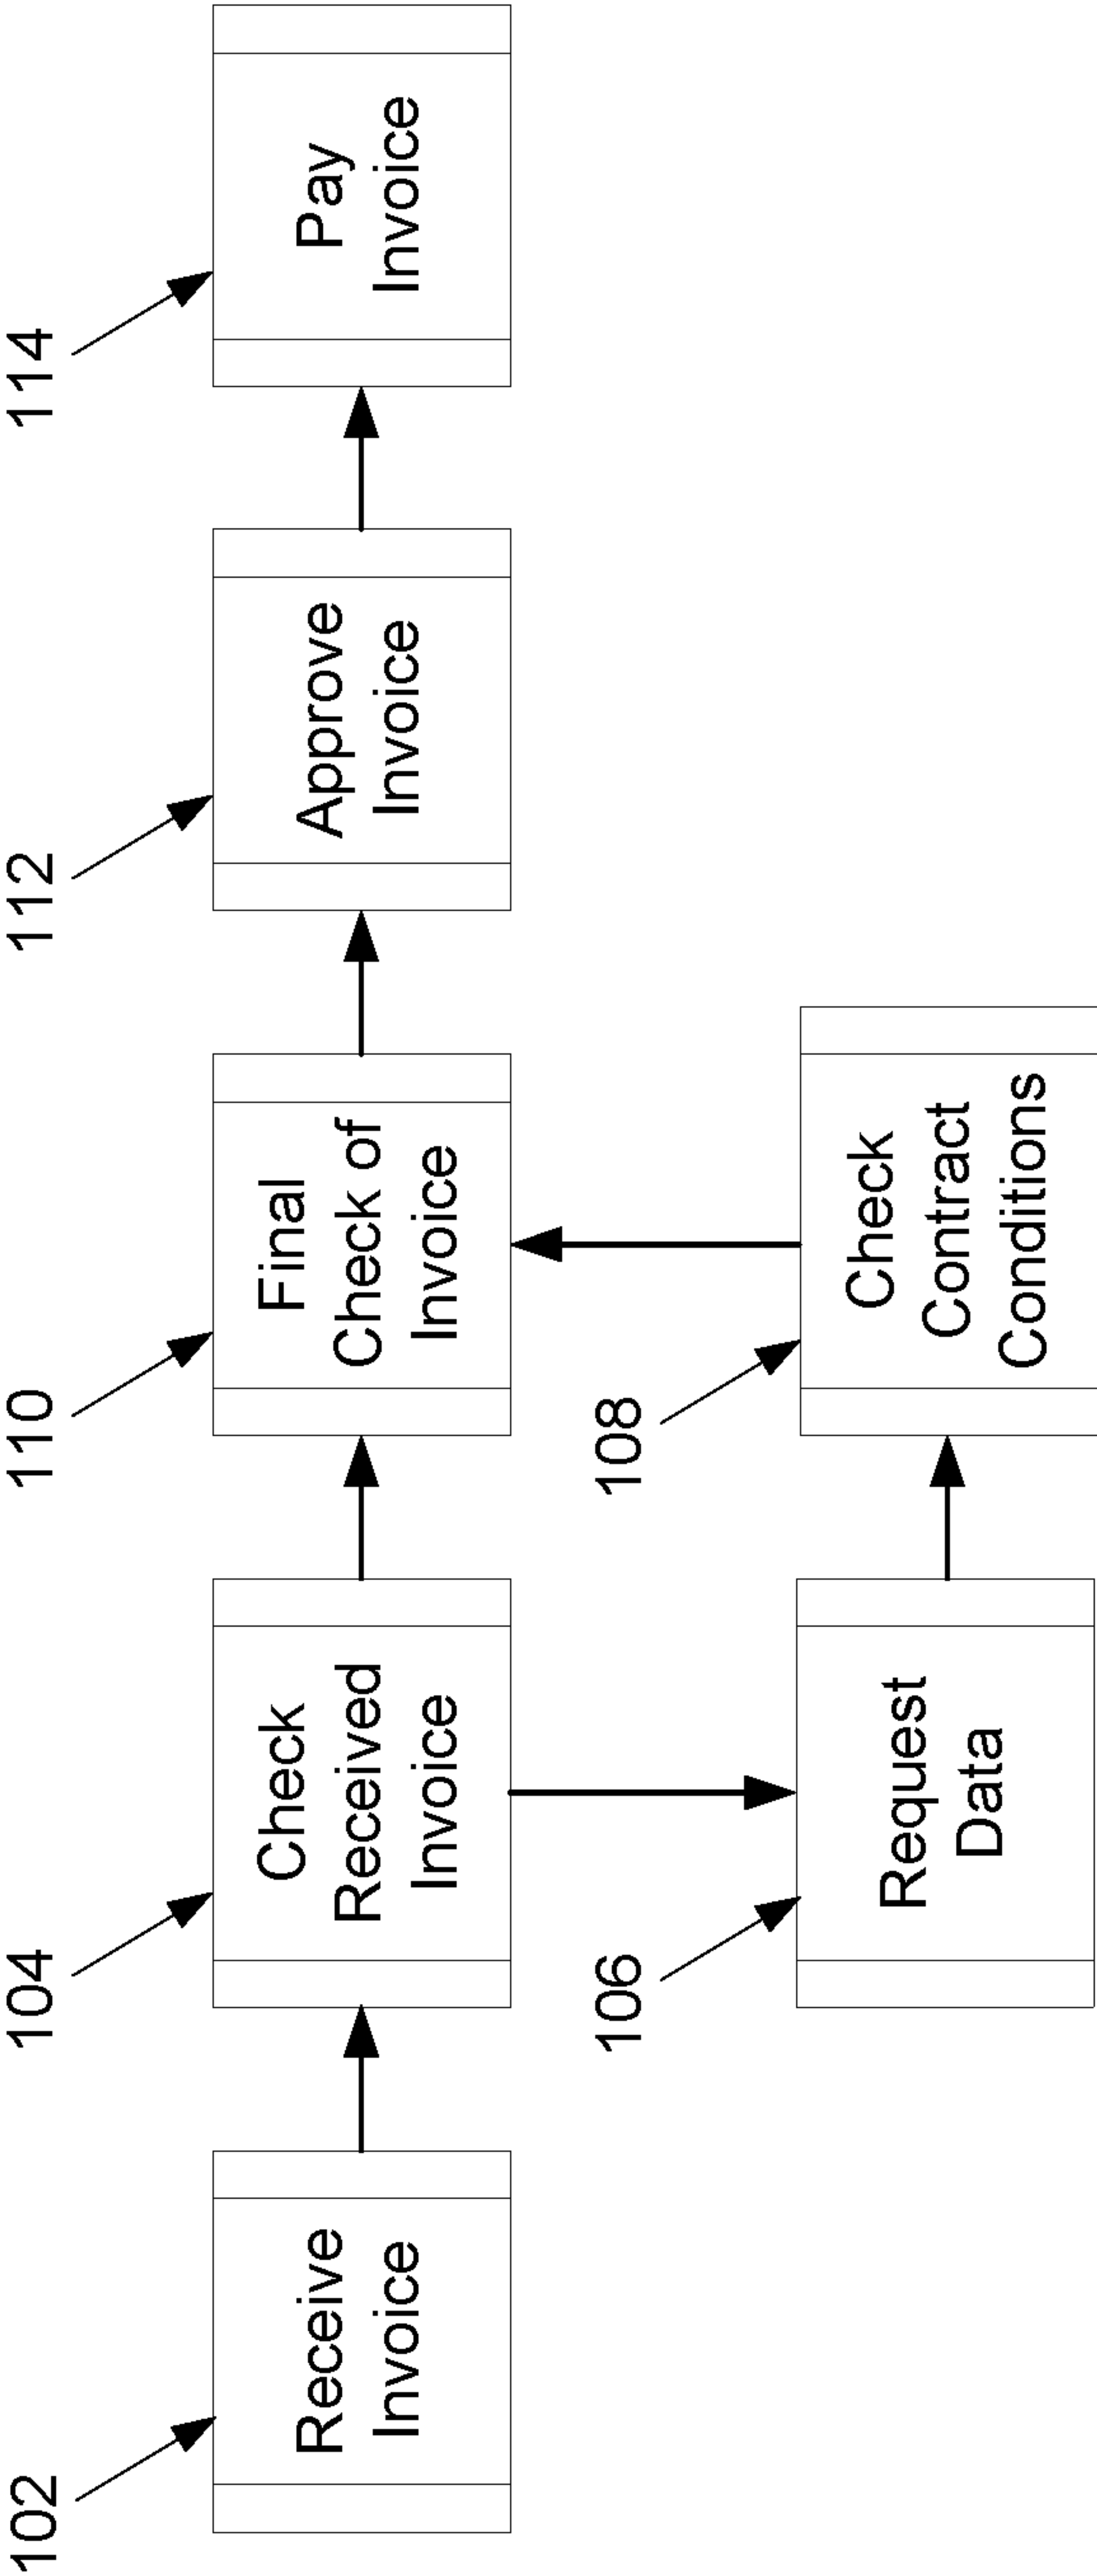 102
104
110
112
114
Receive
Invoice
Check
Received
Invoice
Final
Check of
Invoice
Approve
Invoice
Pay
Invoice
106
108
Request
Data
Check
Contract
Conditions